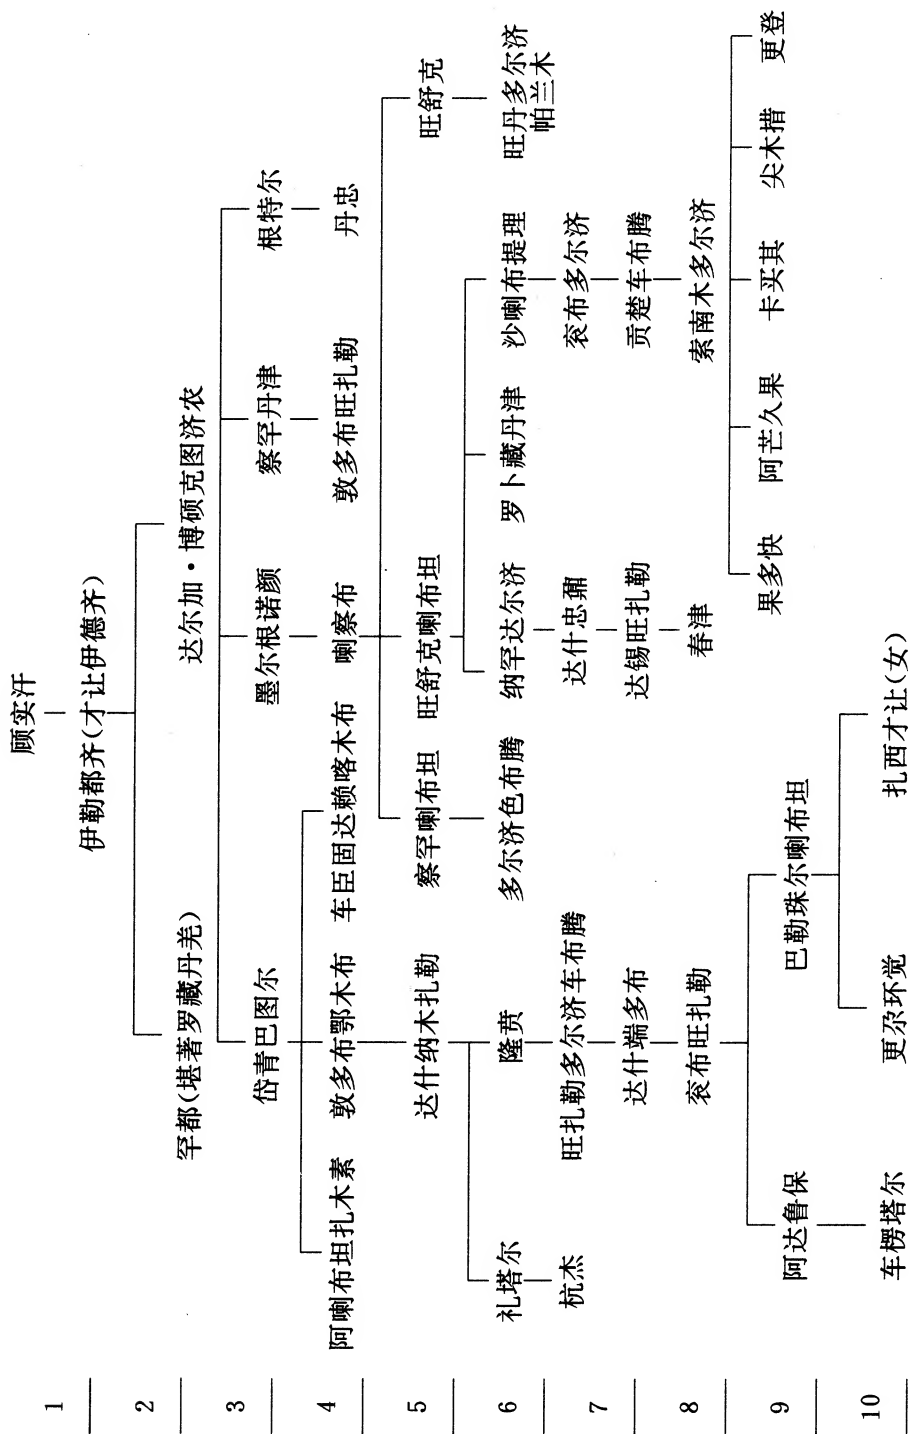 顾实汗
1
伊勒都齐(才让伊德齐)
2
罕都(堪著罗藏丹羌)
达尔加·博硕克图济农
3
岱青巴图尔
墨尔根诺颜
察罕丹津
根特尔
4
阿喇布坦扎木素
敦多布鄂木布
车臣固达赖喀木布
喇察布
敦多布旺扎勒
丹忠
5
达什纳木扎勒
察罕喇布坦
旺舒克喇布坦
旺舒克
6
礼塔尔
隆贲
多尔济色布腾
纳罕达尔济
罗卜藏丹津
沙喇布提理
旺丹多尔济
帕兰木
7
杭杰
旺扎勒多尔济车布腾
达什忠鼐
衮布多尔济
达什端多布
达锡旺扎勒
贡楚车布腾
8
衮布旺扎勒
春津
索南木多尔济
9
阿达鲁保
巴勒珠尔喇布坦
果多快
阿芒久果
卡买其
尖木措
更登
10
车楞塔尔
更尕环觉
扎西才让(女)